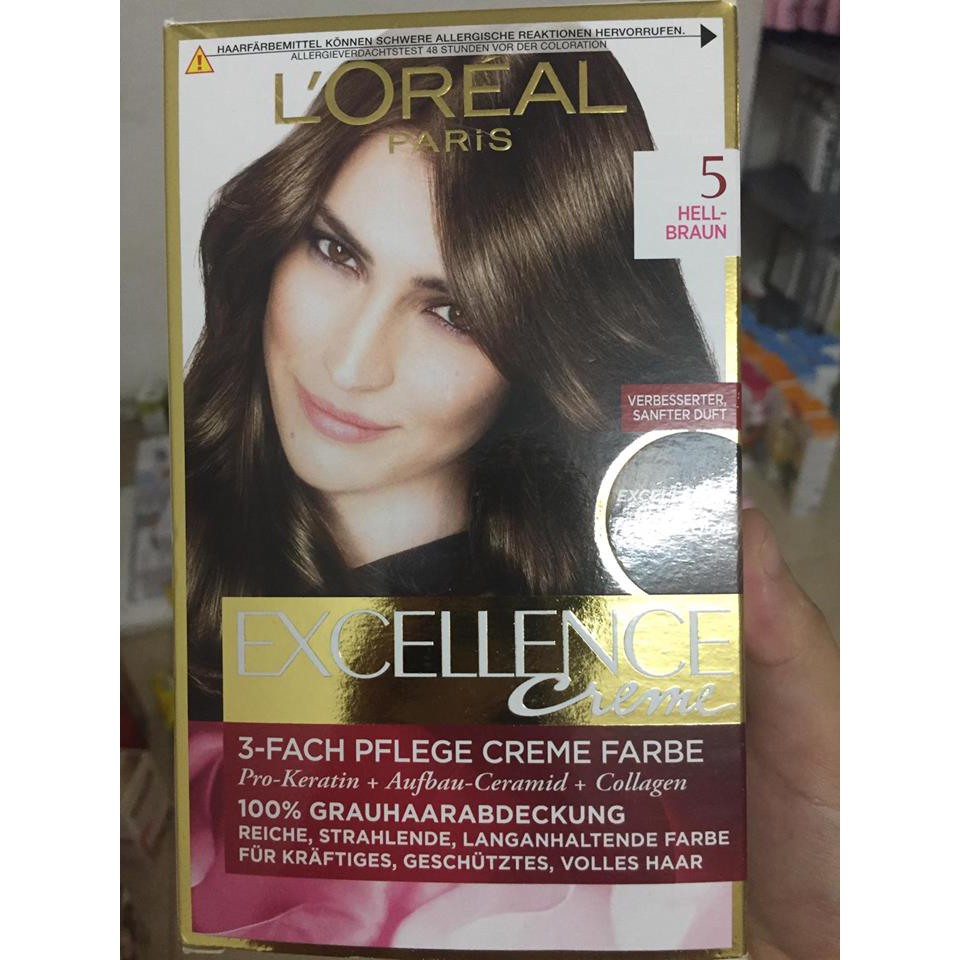 HAARFÄRBEMITTEL KÖNNEN SCHWERE ALLERGISCHE REAKTIONEN HERVORRUFEN.
ALLERGIEVERDACHTSTEST 48 STUNDEN VOR DER COLORATION
L'ORÉAL
PARIS
5
HELL-
BRAUN
VERBESSERTER,
SANFTER DUFT
EXCELLENCE
Creme
3-FACH PFLEGE CREME FARBE
Pro-Keratin + Aufbau-Ceramid + Collagen
100% GRAUHAARABDECKUNG
REICHE, STRAHLENDE, LANGANHALTENDE FARBE
FÜR KRÄFTIGES, GESCHÜTZTES, VOLLES HAAR